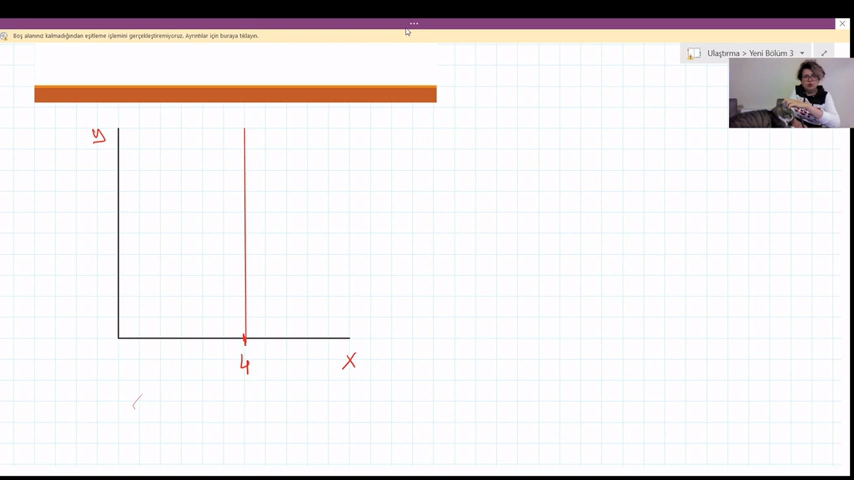 Boş alanınız kalmadığından eşitleme işlemini gerçekleştiremiyoruz. Ayrıntılar için buraya tıklayın.
Ulaştırma > Yeni Bölüm 3
y
4
X